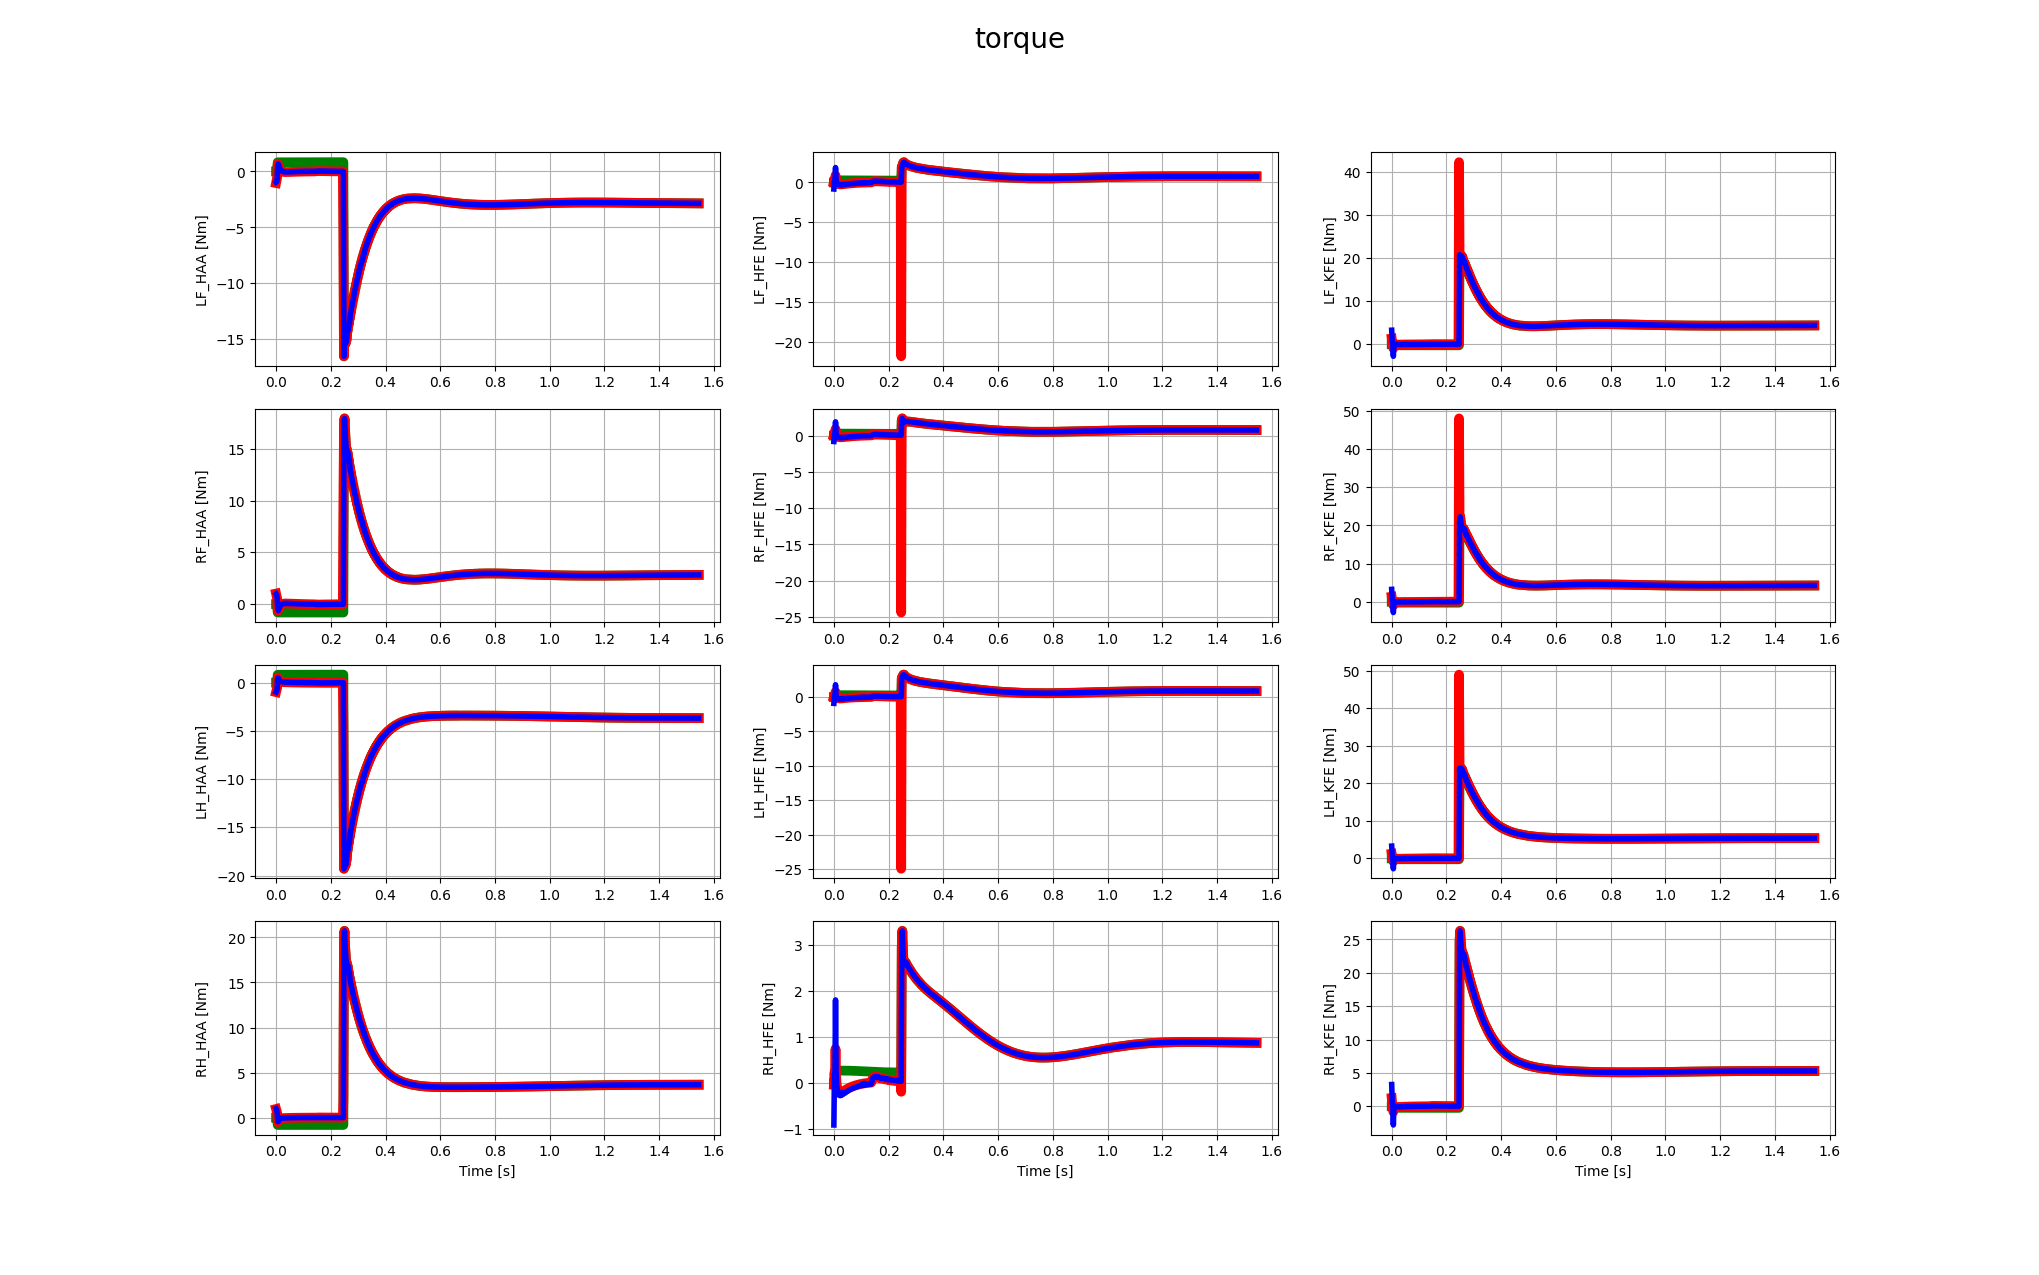 torque
0
−5
−10
−15
LF_HAA [Nm]
0.0 0.2 0.4 0.6 0.8 1.0 1.2 1.4 1.6
0
−5
−10
−15
−20
LF_HFE [Nm]
0.0 0.2 0.4 0.6 0.8 1.0 1.2 1.4 1.6
40
30
20
10
0
LF_KFE [Nm]
0.0 0.2 0.4 0.6 0.8 1.0 1.2 1.4 1.6
15
10
5
0
RF_HAA [Nm]
0.0 0.2 0.4 0.6 0.8 1.0 1.2 1.4 1.6
0
−5
−10
−15
−20
−25
RF_HFE [Nm]
0.0 0.2 0.4 0.6 0.8 1.0 1.2 1.4 1.6
50
40
30
20
10
0
RF_KFE [Nm]
0.0 0.2 0.4 0.6 0.8 1.0 1.2 1.4 1.6
0
−5
−10
−15
−20
LH_HAA [Nm]
0.0 0.2 0.4 0.6 0.8 1.0 1.2 1.4 1.6
0
−5
−10
−15
−20
−25
LH_HFE [Nm]
0.0 0.2 0.4 0.6 0.8 1.0 1.2 1.4 1.6
50
40
30
20
10
0
LH_KFE [Nm]
0.0 0.2 0.4 0.6 0.8 1.0 1.2 1.4 1.6
20
15
10
5
0
RH_HAA [Nm]
0.0 0.2 0.4 0.6 0.8 1.0 1.2 1.4 1.6
Time [s]
3
2
1
0
−1
RH_HFE [Nm]
0.0 0.2 0.4 0.6 0.8 1.0 1.2 1.4 1.6
Time [s]
25
20
15
10
5
0
RH_KFE [Nm]
0.0 0.2 0.4 0.6 0.8 1.0 1.2 1.4 1.6
Time [s]